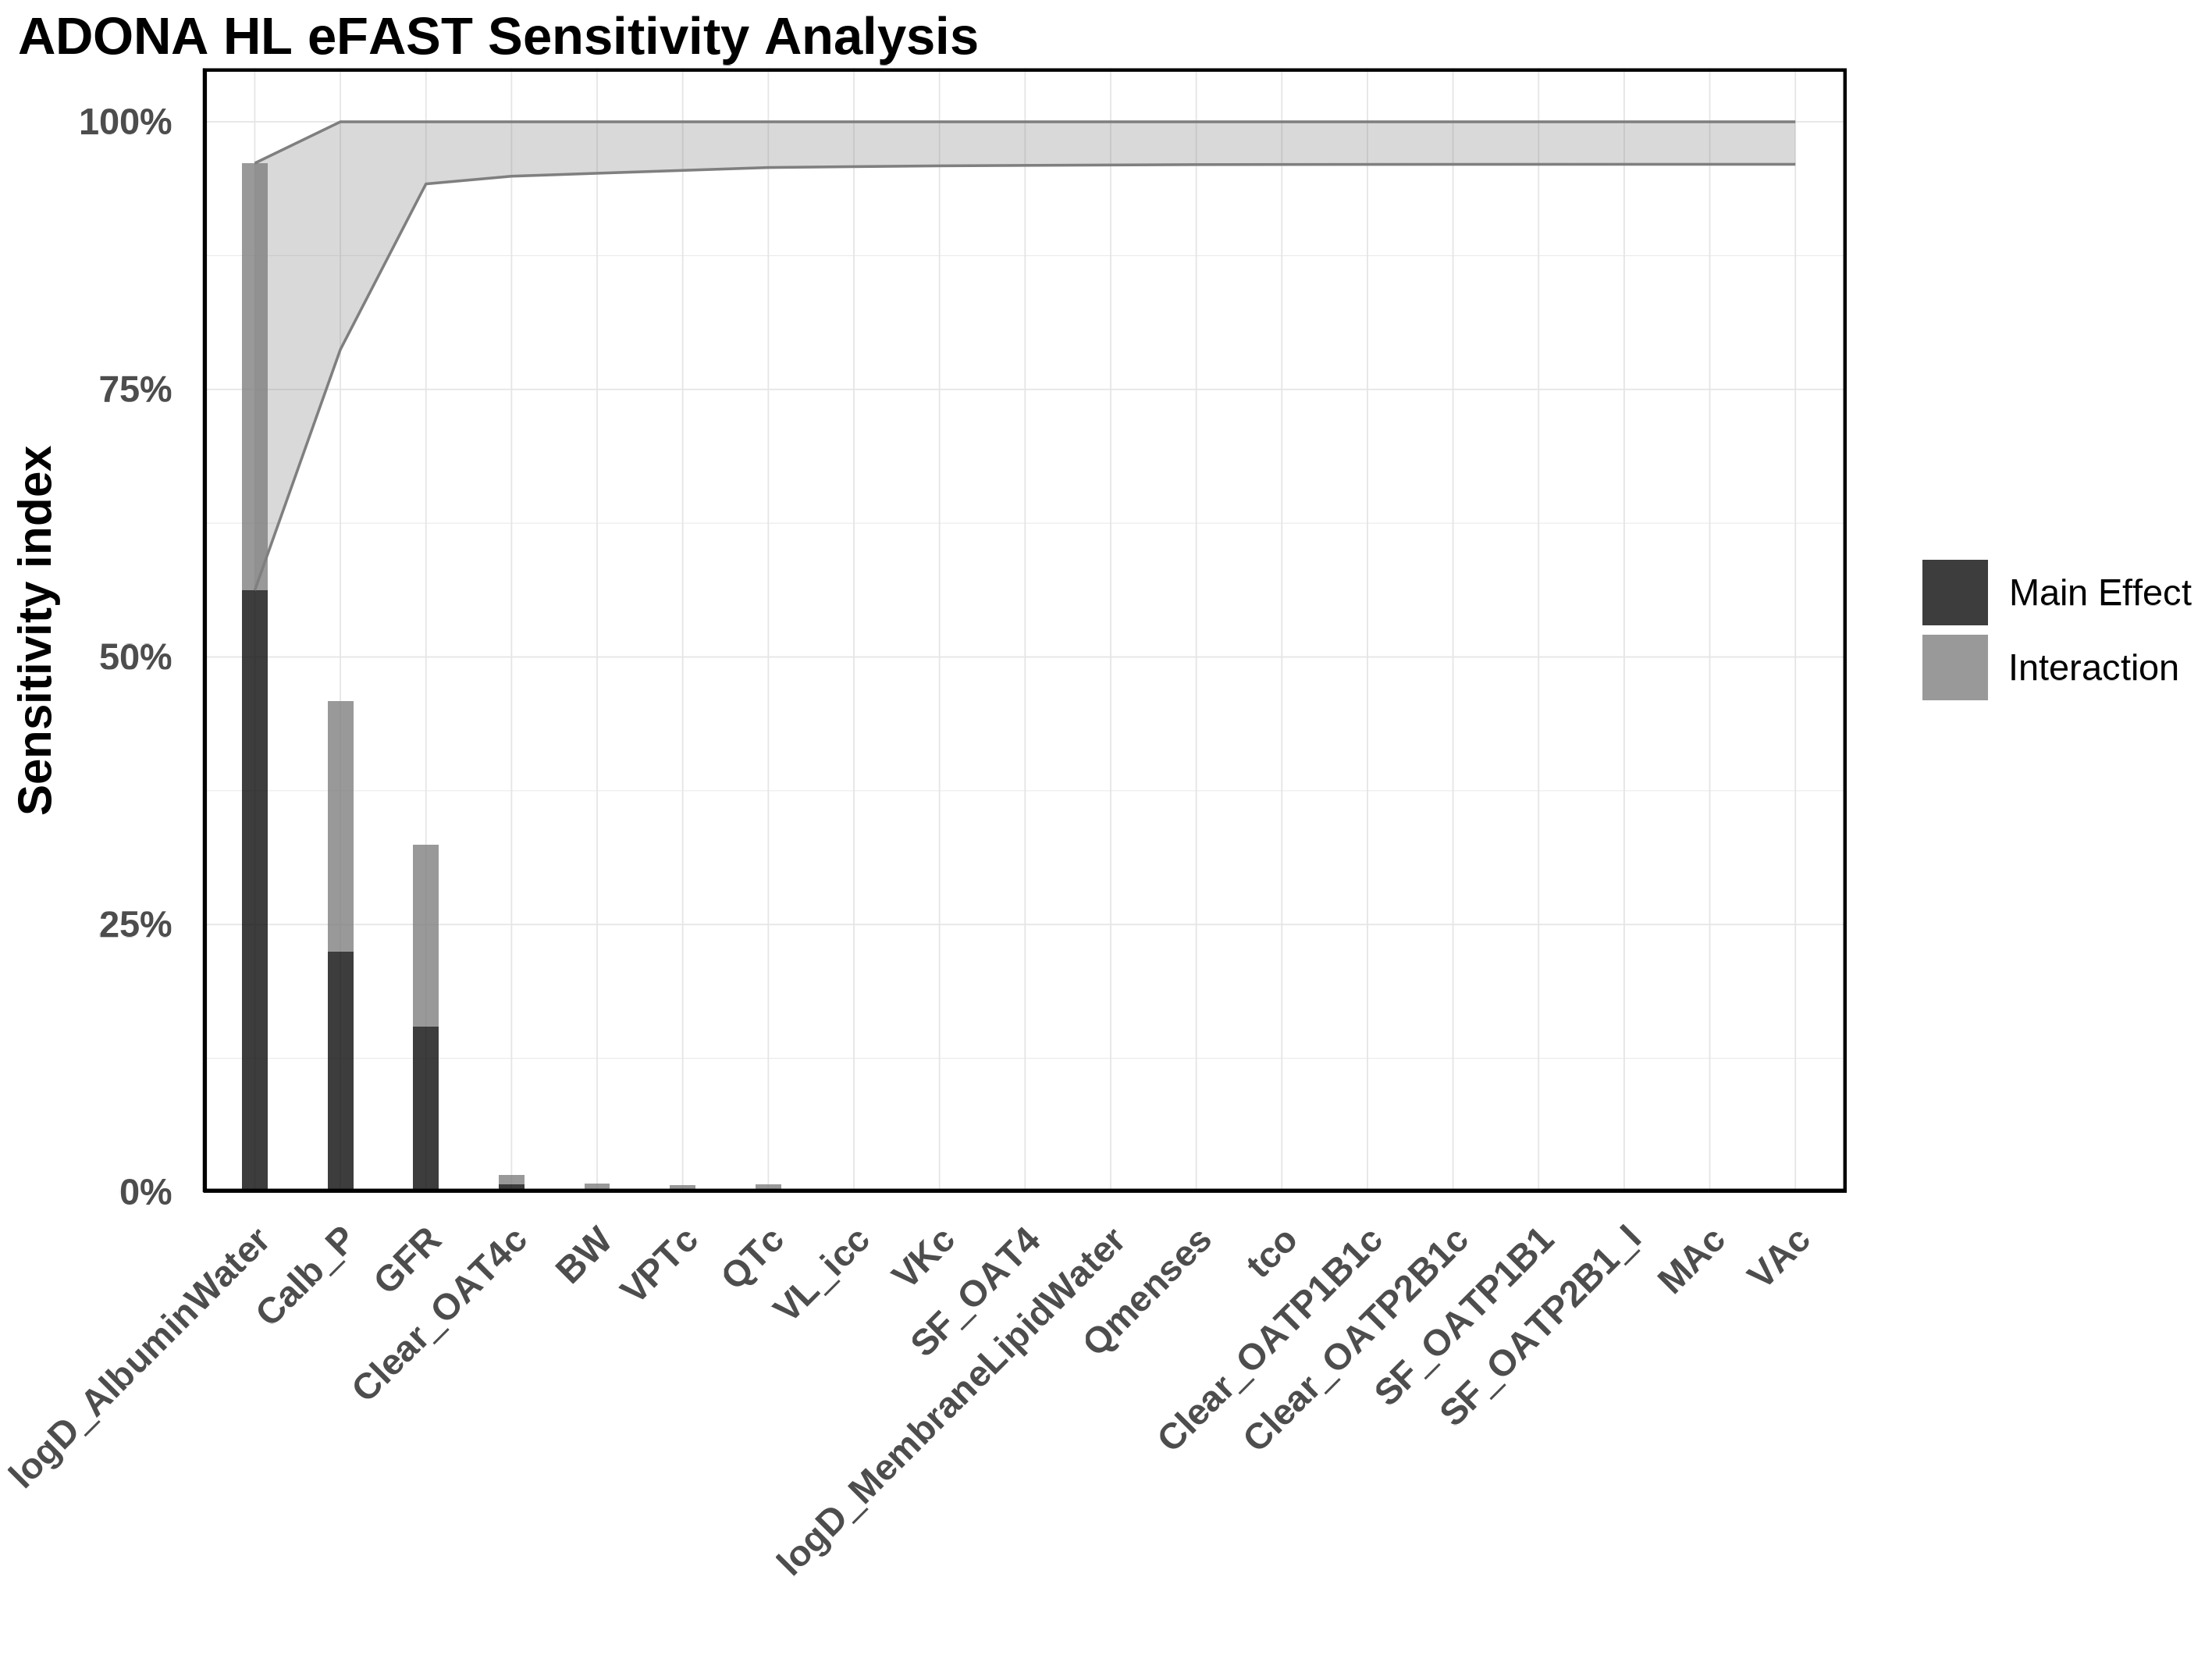 ADONA HL eFAST Sensitivity Analysis
Sensitivity index
100%
75%
50%
25%
0%
logD_AlbuminWater
Calb_P
GFR
Clear_OAT4c
BW
VPTc
QTc
VL_icc
VKc
SF_OAT4
logD_MembraneLipidWater
Qmenses
tco
Clear_OATP1B1c
Clear_OATP2B1c
SF_OATP1B1
SF_OATP2B1_l
MAc
VAc
Main Effect
Interaction